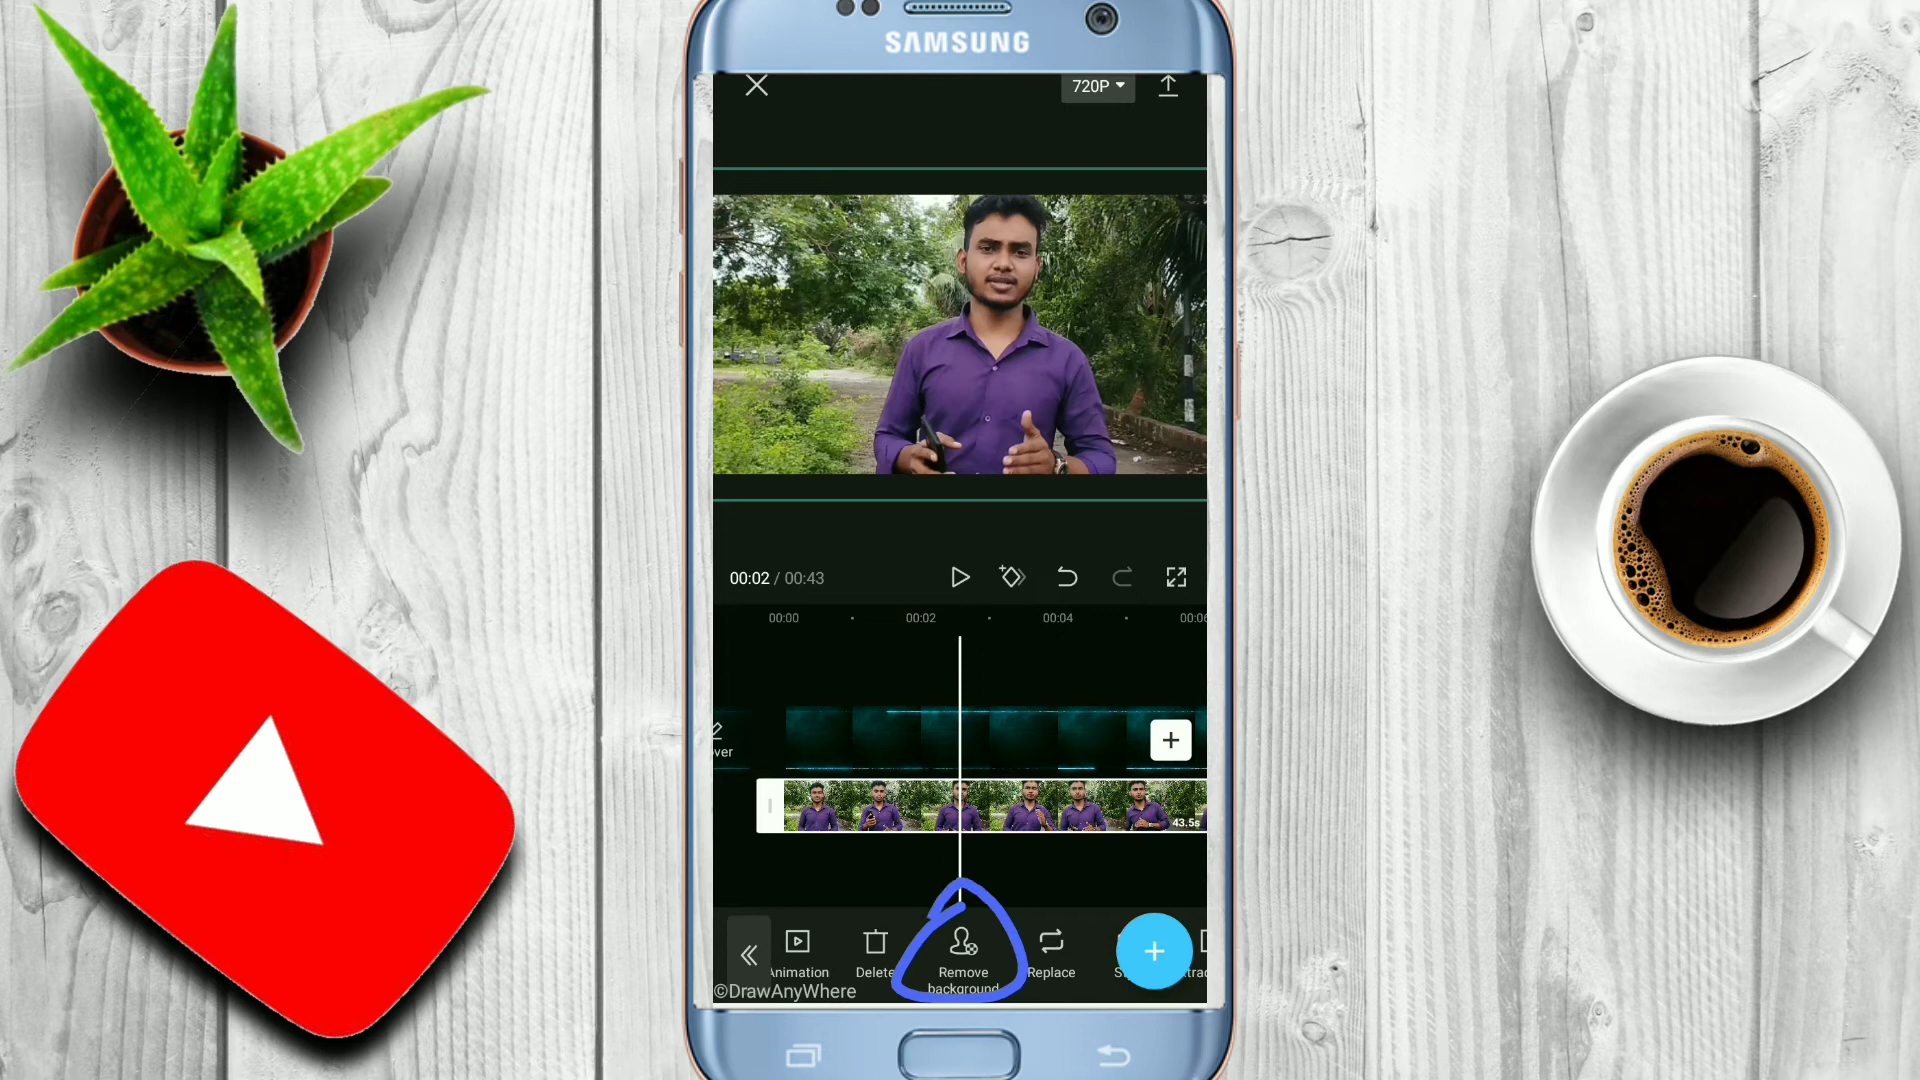 SAMSUNG
720P
00:02 / 00:43
00:00
00:02
00:04
43.5s
Animation
Delete
Remove
background
Replace
©DrawAnyWhere